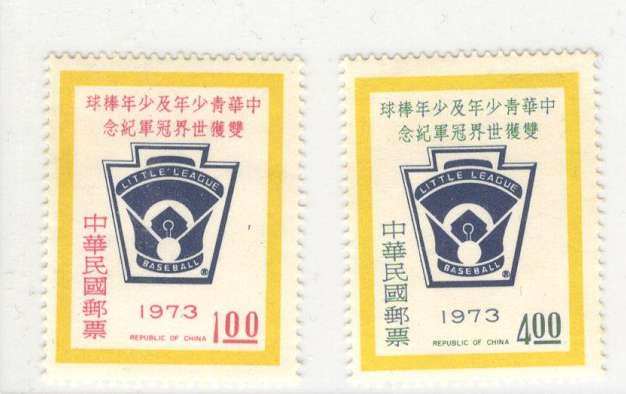 中華青少年及少年棒球
雙獲世界冠軍紀念
LITTLE LEAGUE
BASEBALL
®
中華民國郵票
1973
REPUBLIC OF CHINA
100
中華青少年及少年棒球
雙獲世界冠軍紀念
LITTLE LEAGUE
BASEBALL
®
中華民國郵票
1973
REPUBLIC OF CHINA
400